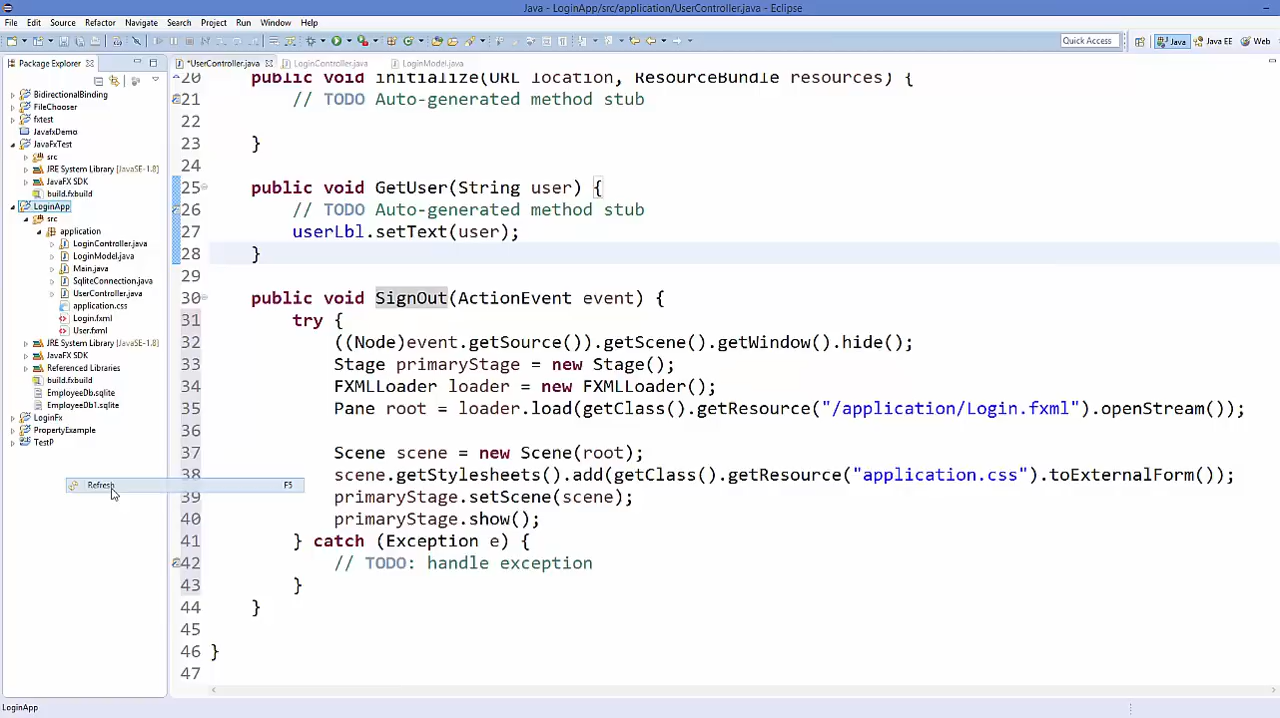 Java - LoginApp/src/application/UserController.java - Eclipse
File Edit Source Refactor Navigate Search Project Run Window Help
Quick Access Java Java EE Web
Package Explorer
*UserController.java LoginController.java LoginModel.java
BidirectionalBinding
FileChooser
fxtest
JavafxDemo
JavaFxTest
src
JRE System Library [JavaSE-1.8]
JavaFX SDK
build.fxbuild
LoginApp
src
application
LoginController.java
LoginModel.java
Main.java
SqliteConnection.java
UserController.java
application.css
Login.fxml
User.fxml
JRE System Library [JavaSE-1.8]
JavaFX SDK
Referenced Libraries
build.fxbuild
EmployeeDb.sqlite
EmployeeDb1.sqlite
LoginFx
PropertyExample
TestP
Refresh F5
20 public void initialize(URL location, ResourceBundle resources) {
21 // TODO Auto-generated method stub
22
23 }
24
25 public void GetUser(String user) {
26 // TODO Auto-generated method stub
27 userLbl.setText(user);
28 }
29
30 public void SignOut(ActionEvent event) {
31 try {
32 ((Node)event.getSource()).getScene().getWindow().hide();
33 Stage primaryStage = new Stage();
34 FXMLLoader loader = new FXMLLoader();
35 Pane root = loader.load(getClass().getResource("/application/Login.fxml").openStream());
36
37 Scene scene = new Scene(root);
38 scene.getStylesheets().add(getClass().getResource("application.css").toExternalForm());
39 primaryStage.setScene(scene);
40 primaryStage.show();
41 } catch (Exception e) {
42 // TODO: handle exception
43 }
44 }
45
46 }
47
LoginApp